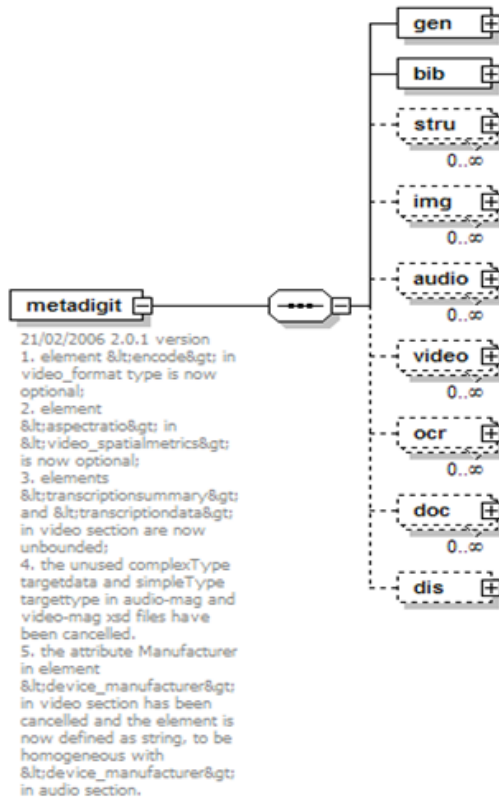 gen
bib
stru
0..∞
img
0..∞
audio
0..∞
metadigit
video
0..∞
ocr
0..∞
doc
0..∞
dis
21/02/2006 2.0.1 version
1. element &lt;encode&gt; in
video_format type is now
optional;
2. element
&lt;aspectratio&gt; in
&lt;video_spatialmetrics&gt;
is now optional;
3. elements
&lt;transcriptionsummary&gt;
and &lt;transcriptiondata&gt;
in video section are now
unbounded;
4. the unused complexType
targetdata and simpleType
targettype in audio-mag and
video-mag xsd files have
been cancelled.
5. the attribute Manufacturer
in element
&lt;device_manufacturer&gt;
in video section has been
cancelled and the element is
now defined as string, to be
homogeneous with
&lt;device_manufacturer&gt;
in audio section.